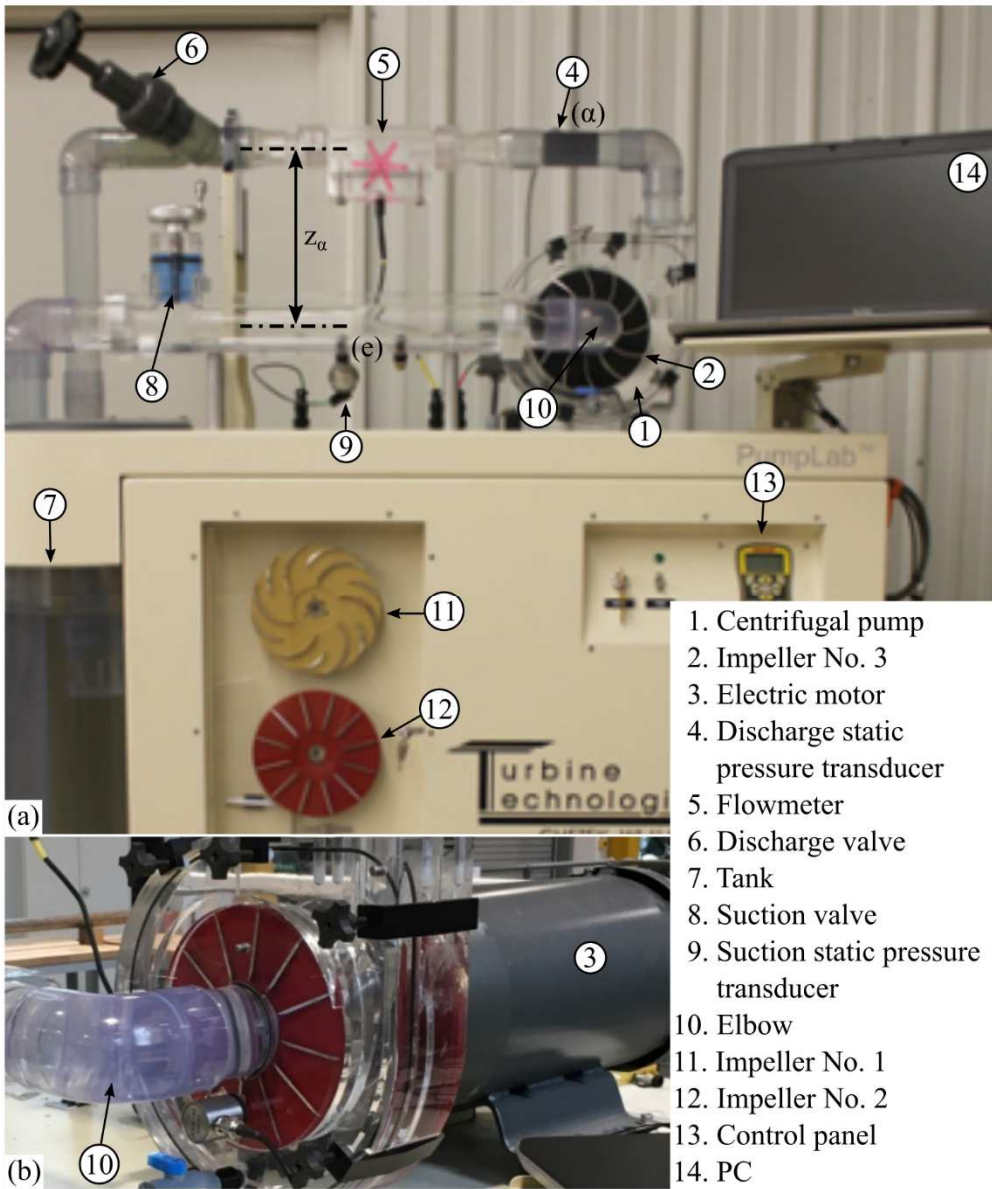 6
5
4
(α)
14
zα
(e)
8
9
10
2
1
PumpLab™
7
13
11
12
Turbine
Technologi
(a)
3
10
(b)
1. Centrifugal pump
2. Impeller No. 3
3. Electric motor
4. Discharge static
pressure transducer
5. Flowmeter
6. Discharge valve
7. Tank
8. Suction valve
9. Suction static pressure
transducer
10. Elbow
11. Impeller No. 1
12. Impeller No. 2
13. Control panel
14. PC